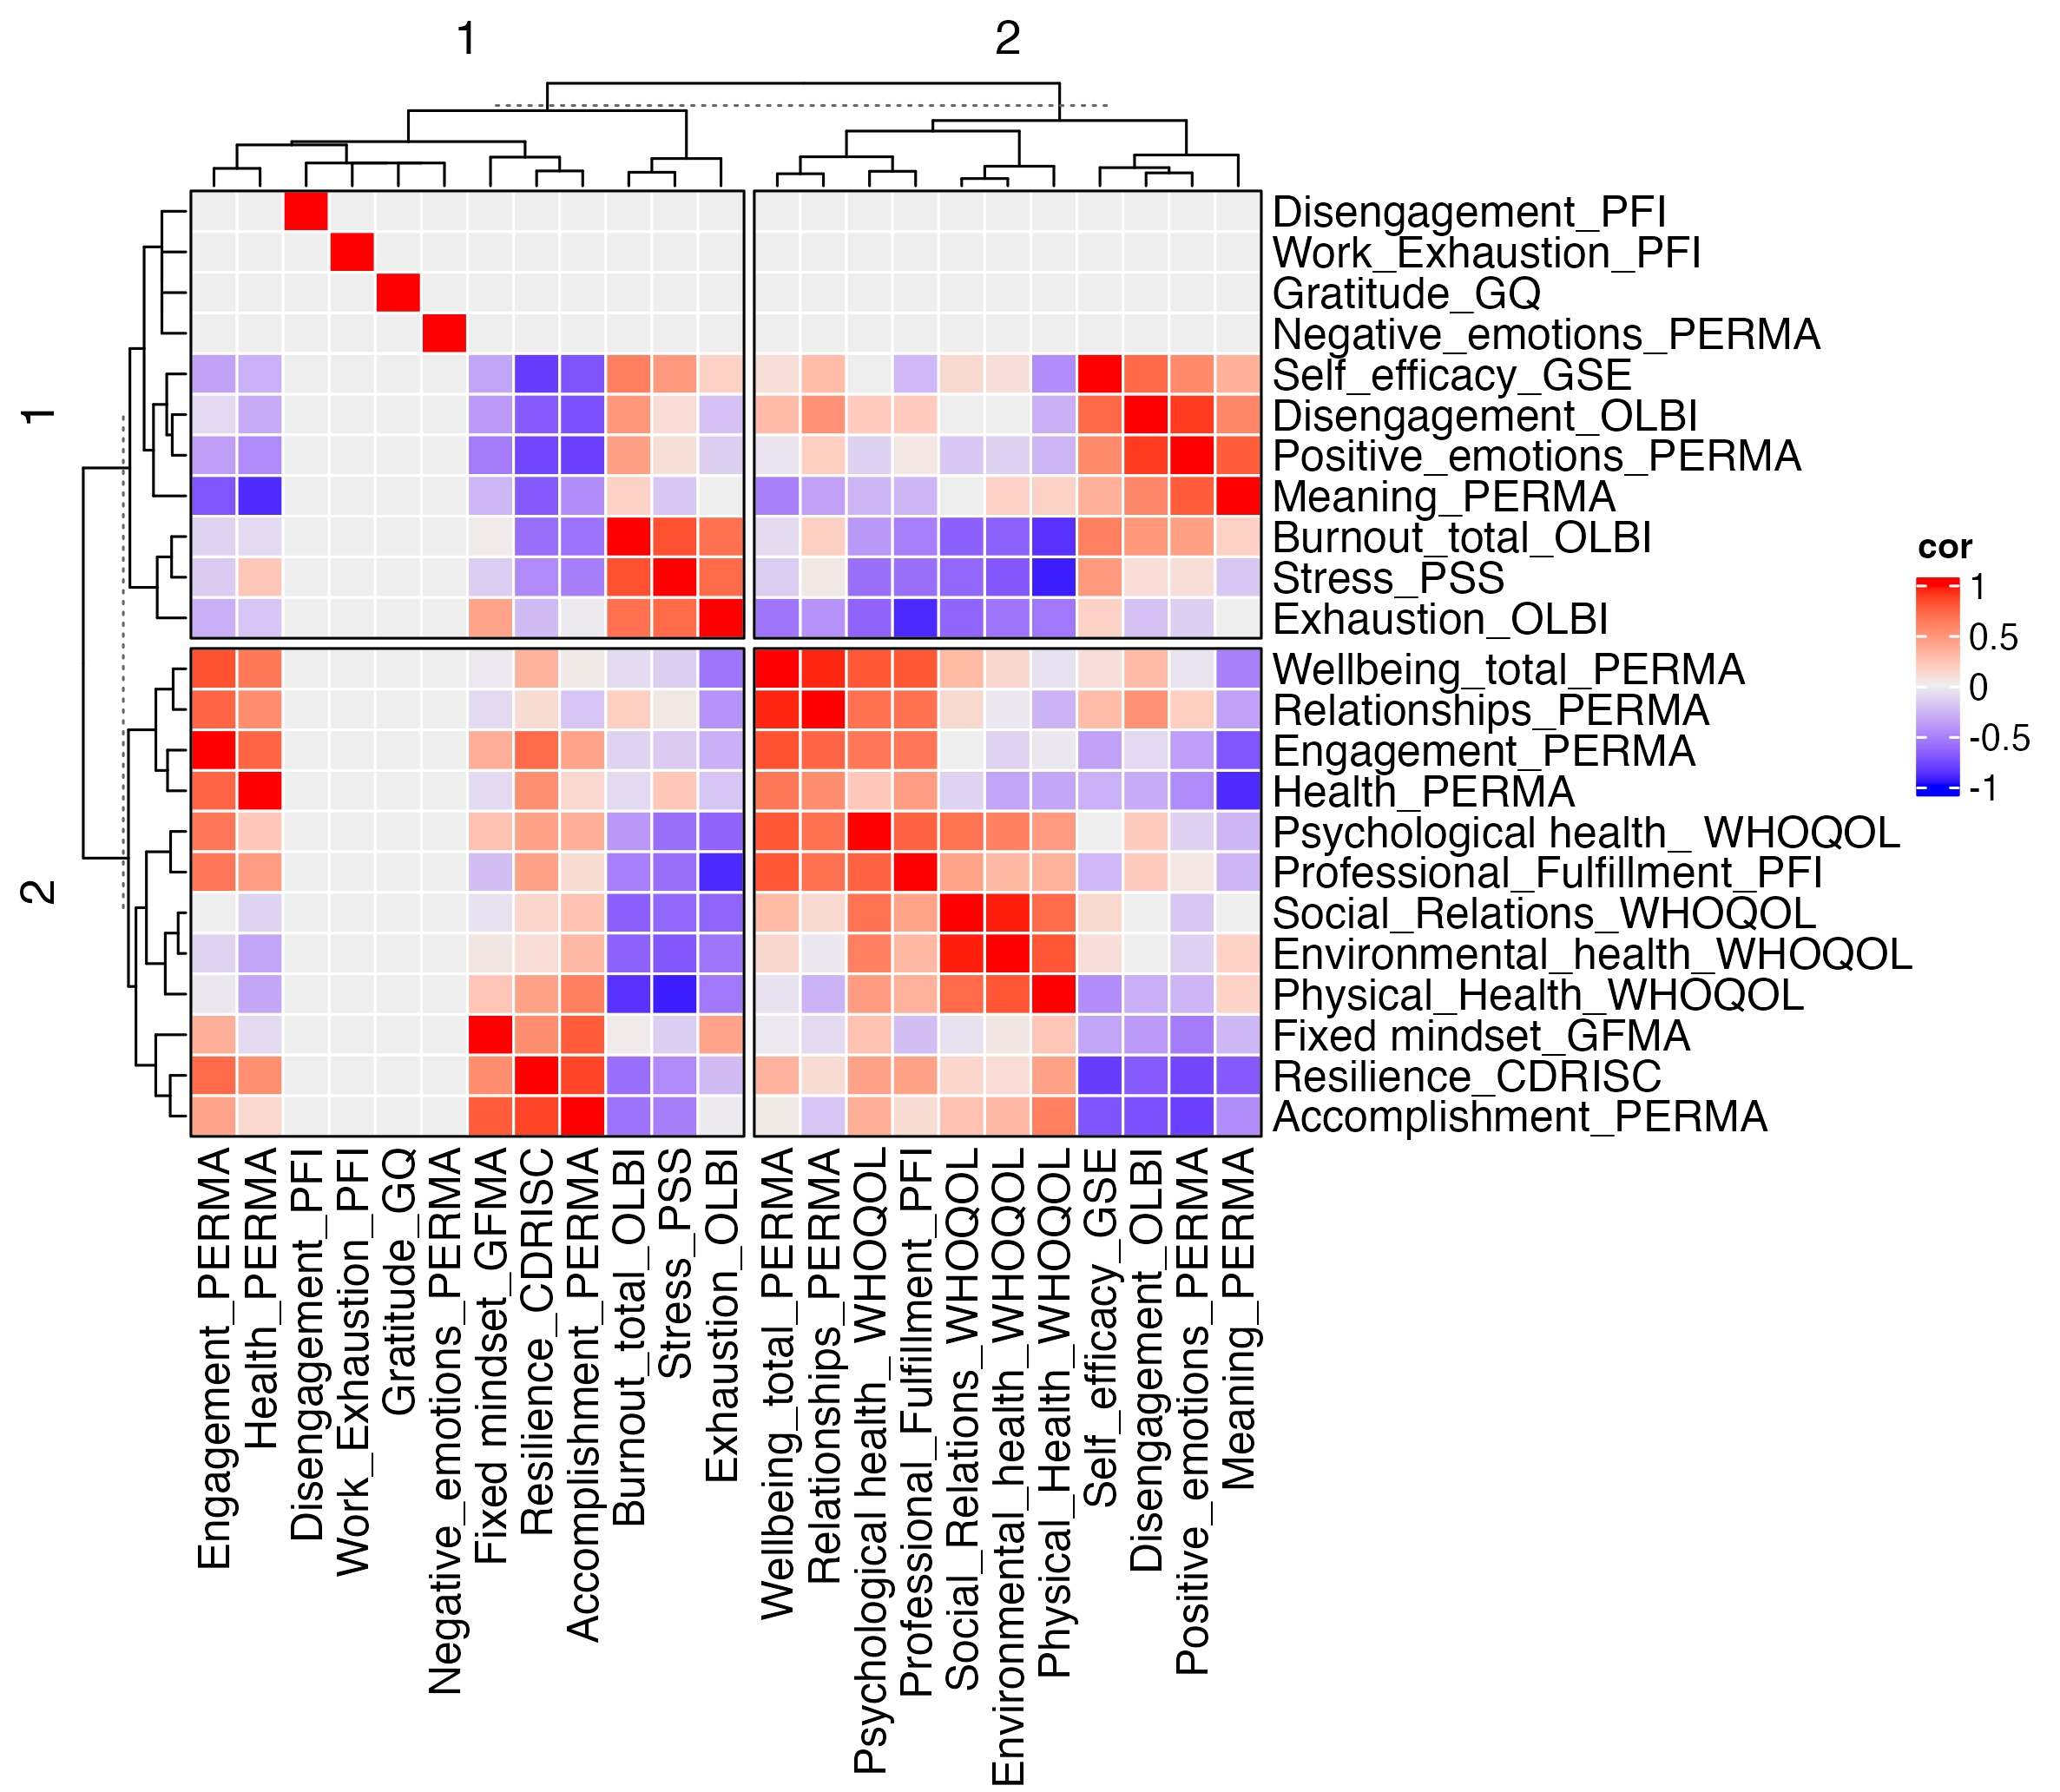 1
2
Disengagement_PFI
Work_Exhaustion_PFI
Gratitude_GQ
Negative_emotions_PERMA
Self_efficacy_GSE
Disengagement_OLBI
Positive_emotions_PERMA
Meaning_PERMA
Burnout_total_OLBI
Stress_PSS
Exhaustion_OLBI
Wellbeing_total_PERMA
Relationships_PERMA
Engagement_PERMA
Health_PERMA
Psychological health_ WHOQOL
Professional_Fulfillment_PFI
Social_Relations_WHOQOL
Environmental_health_WHOQOL
Physical_Health_WHOQOL
Fixed mindset_GFMA
Resilience_CDRISC
Accomplishment_PERMA
1
2
cor
1
0.5
0
-0.5
-1
Engagement_PERMA
Health_PERMA
Disengagement_PFI
Work_Exhaustion_PFI
Gratitude_GQ
Negative_emotions_PERMA
Fixed mindset_GFMA
Resilience_CDRISC
Accomplishment_PERMA
Burnout_total_OLBI
Stress_PSS
Exhaustion_OLBI
Wellbeing_total_PERMA
Relationships_PERMA
Psychological health_ WHOQOL
Professional_Fulfillment_PFI
Social_Relations_WHOQOL
Environmental_health_WHOQOL
Physical_Health_WHOQOL
Self_efficacy_GSE
Disengagement_OLBI
Positive_emotions_PERMA
Meaning_PERMA